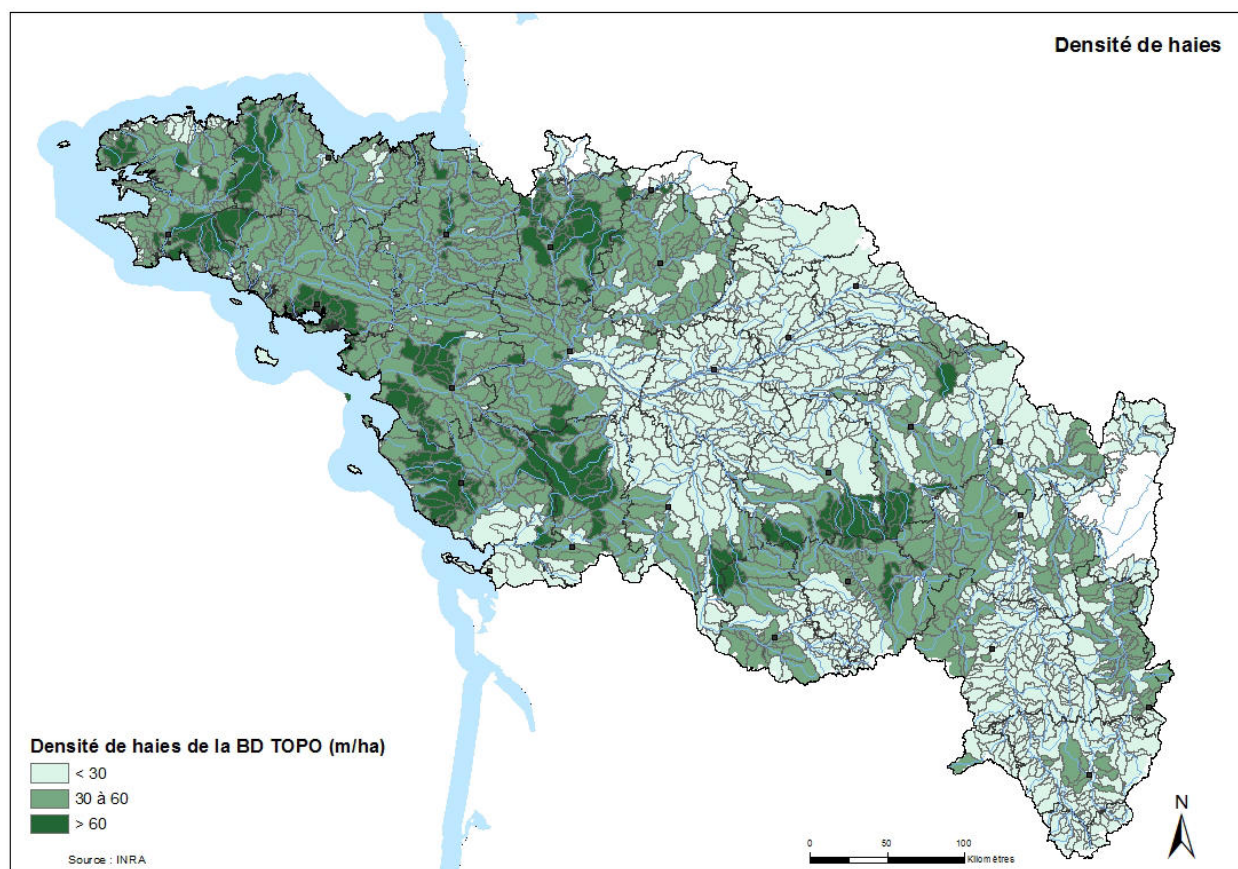 Densité de haies
Densité de haies de la BD TOPO (m/ha)
< 30
30 à 60
> 60
Source : INRA
0 50 100
Kilomètres
N